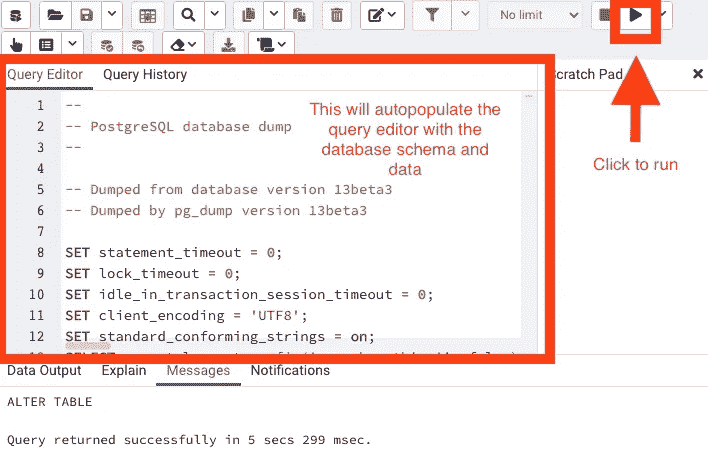 No limit
Query Editor Query History
Scratch Pad
1 --
2 -- PostgreSQL database dump
3 --
4
5 -- Dumped from database version 13beta3
6 -- Dumped by pg_dump version 13beta3
7
8 SET statement_timeout = 0;
9 SET lock_timeout = 0;
10 SET idle_in_transaction_session_timeout = 0;
11 SET client_encoding = 'UTF8';
12 SET standard_conforming_strings = on;
This will autopopulate the
query editor with the
database schema and
data
Click to run
Data Output Explain Messages Notifications
ALTER TABLE
Query returned successfully in 5 secs 299 msec.